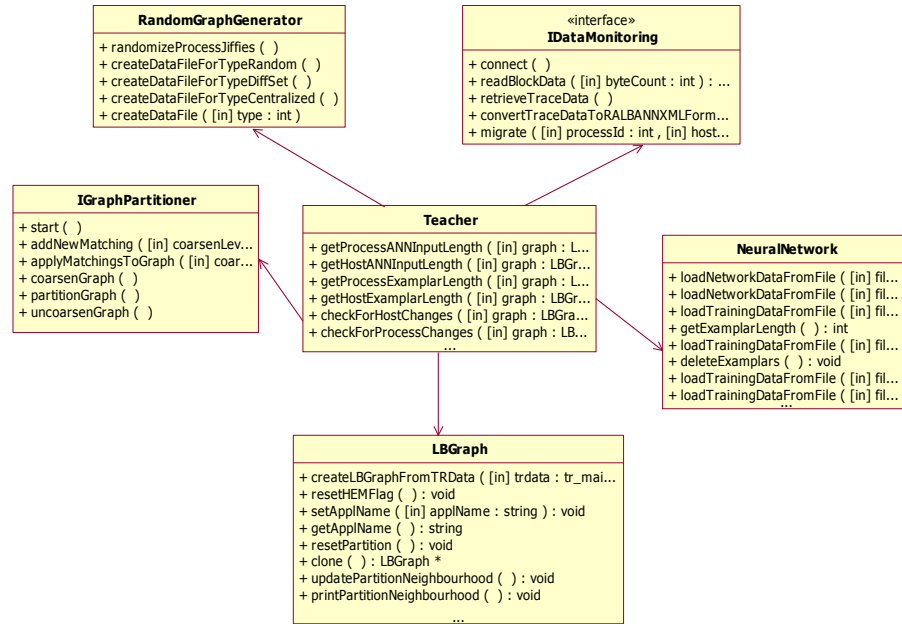 RandomGraphGenerator
+ randomizeProcessJiffies ( )
+ createDataFileForTypeRandom ( )
+ createDataFileForTypeDiffSet ( )
+ createDataFileForTypeCentralized ( )
+ createDataFile ( [in] type : int )
«interface»
IDataMonitoring
+ connect ( )
+ readBlockData ( [in] byteCount : int ) : ...
+ retrieveTraceData ( )
+ convertTraceDataToRALBANNXMLForm...
+ migrate ( [in] processId : int , [in] host...
IGraphPartitioner
+ start ( )
+ addNewMatching ( [in] coarsenLev...
+ applyMatchingsToGraph ( [in] coar...
+ coarsenGraph ( )
+ partitionGraph ( )
+ uncoarsenGraph ( )
Teacher
+ getProcessANNInputLength ( [in] graph : L...
+ getHostANNInputLength ( [in] graph : LBGr...
+ getProcessExamplarLength ( [in] graph : L...
+ getHostExamplarLength ( [in] graph : LBGr...
+ checkForHostChanges ( [in] graph : LBGra...
+ checkForProcessChanges ( [in] graph : LB...
...
NeuralNetwork
+ loadNetworkDataFromFile ( [in] fil...
+ loadNetworkDataFromFile ( [in] fil...
+ loadTrainingDataFromFile ( [in] fil...
+ getExamplarLength ( ) : int
+ loadTrainingDataFromFile ( [in] fil...
+ deleteExamplars ( ) : void
+ loadTrainingDataFromFile ( [in] fil...
+ loadTrainingDataFromFile ( [in] fil...
...
LBGraph
+ createLBGraphFromTRData ( [in] trdata : tr_mai...
+ resetHEMFlag ( ) : void
+ setApplName ( [in] applName : string ) : void
+ getApplName ( ) : string
+ resetPartition ( ) : void
+ clone ( ) : LBGraph *
+ updatePartitionNeighbourhood ( ) : void
+ printPartitionNeighbourhood ( ) : void
...